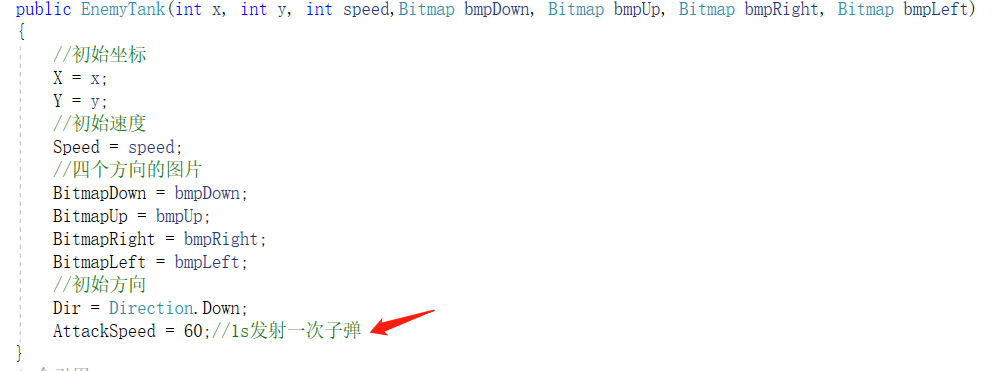 public EnemyTank(int x, int y, int speed,Bitmap bmpDown, Bitmap bmpUp, Bitmap bmpRight, Bitmap bmpLeft)
{
//初始坐标
X = x;
Y = y;
//初始速度
Speed = speed;
//四个方向的图片
BitmapDown = bmpDown;
BitmapUp = bmpUp;
BitmapRight = bmpRight;
BitmapLeft = bmpLeft;
//初始方向
Dir = Direction.Down;
AttackSpeed = 60;//1s发射一次子弹
}